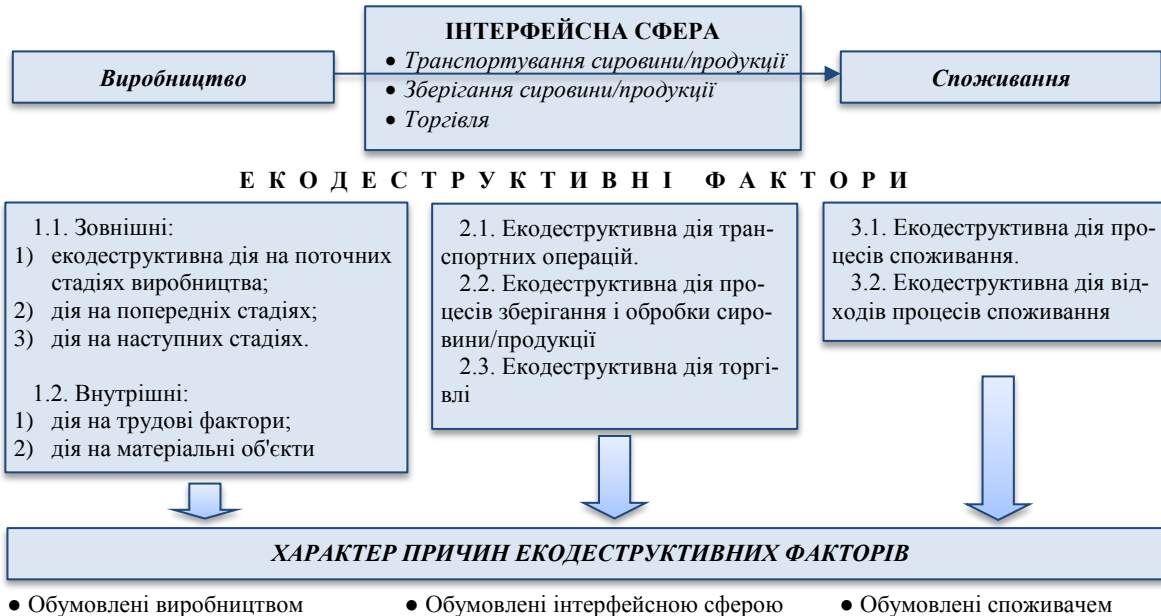 ІНТЕРФЕЙСНА СФЕРА
Виробництво
• Транспортування сировини/продукції
• Зберігання сировини/продукції
• Торгівля
Споживання
ЕКОДЕСТРУКТИВНІ ФАКТОРИ
1.1. Зовнішні:
1) екодеструктивна дія на поточних
стадіях виробництва;
2) дія на попередніх стадіях;
3) дія на наступних стадіях.
1.2. Внутрішні:
1) дія на трудові фактори;
2) дія на матеріальні об'єкти
2.1. Екодеструктивна дія тран-
спортних операцій.
2.2. Екодеструктивна дія про-
цесів зберігання і обробки сиро-
вини/продукції
2.3. Екодеструктивна дія торгі-
влі
3.1. Екодеструктивна дія про-
цесів споживання.
3.2. Екодеструктивна дія від-
ходів процесів споживання
ХАРАКТЕР ПРИЧИН ЕКОДЕСТРУКТИВНИХ ФАКТОРІВ
● Обумовлені виробництвом
● Обумовлені інтерфейсною сферою
● Обумовлені споживачем